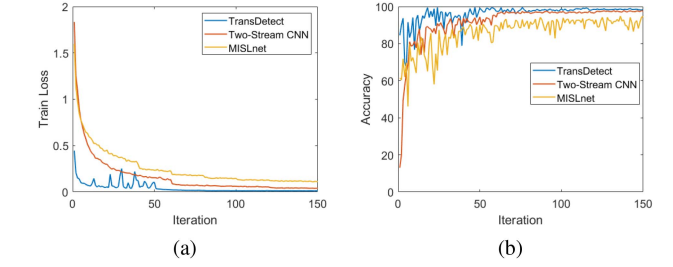 2
1.5
1
0.5
0
0
50
100
150
Train Loss
Iteration
TransDetect
Two-Stream CNN
MISLnet
(a)
100
80
60
40
20
0
0
50
100
150
Accuracy
Iteration
TransDetect
Two-Stream CNN
MISLnet
(b)